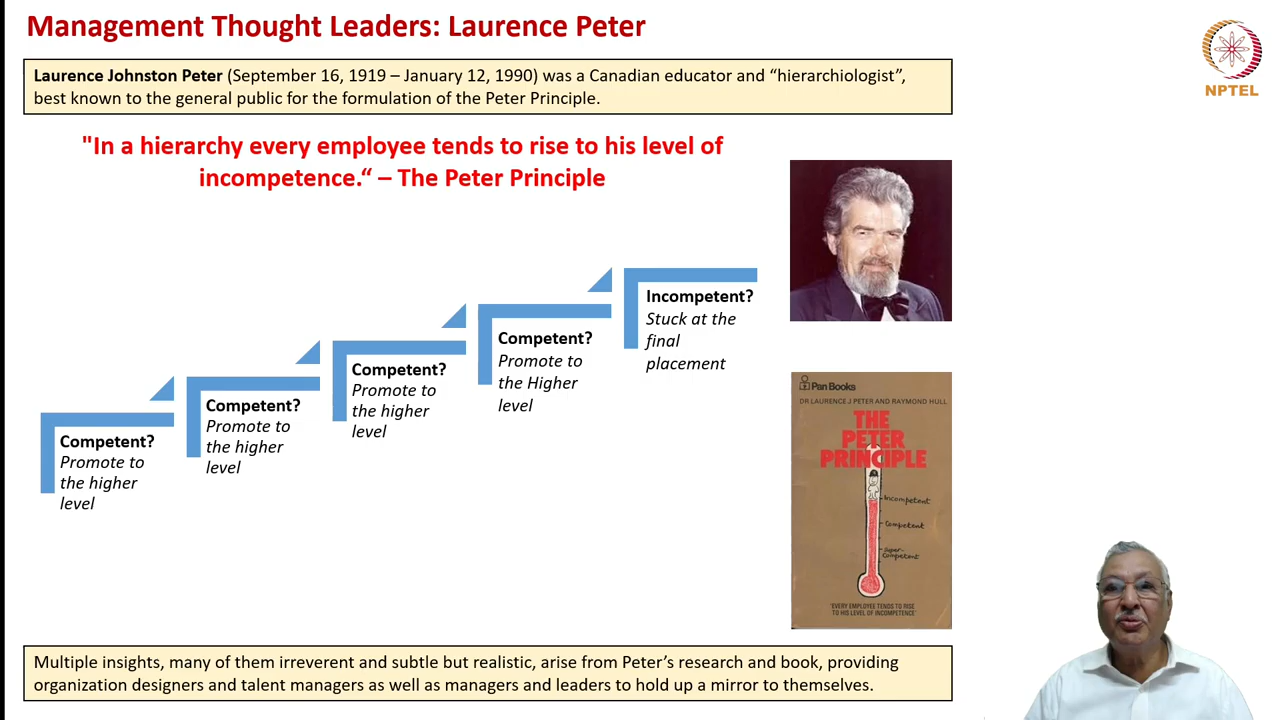 Management Thought Leaders: Laurence Peter
NPTEL
Laurence Johnston Peter (September 16, 1919 – January 12, 1990) was a Canadian educator and “hierarchiologist”,
best known to the general public for the formulation of the Peter Principle.
"In a hierarchy every employee tends to rise to his level of
incompetence.“ – The Peter Principle
Competent?
Promote to
the higher
level
Competent?
Promote to
the higher
level
Competent?
Promote to
the higher
level
Competent?
Promote to
the Higher
level
Incompetent?
Stuck at the
final
placement
Pan Books
DR LAURENCE J PETER AND RAYMOND HULL
THE
PETER
PRINCIPLE
Incompetent
Competent
Super-
Competent
'EVERY EMPLOYEE TENDS TO RISE
TO HIS LEVEL OF INCOMPETENCE'
Multiple insights, many of them irreverent and subtle but realistic, arise from Peter’s research and book, providing
organization designers and talent managers as well as managers and leaders to hold up a mirror to themselves.